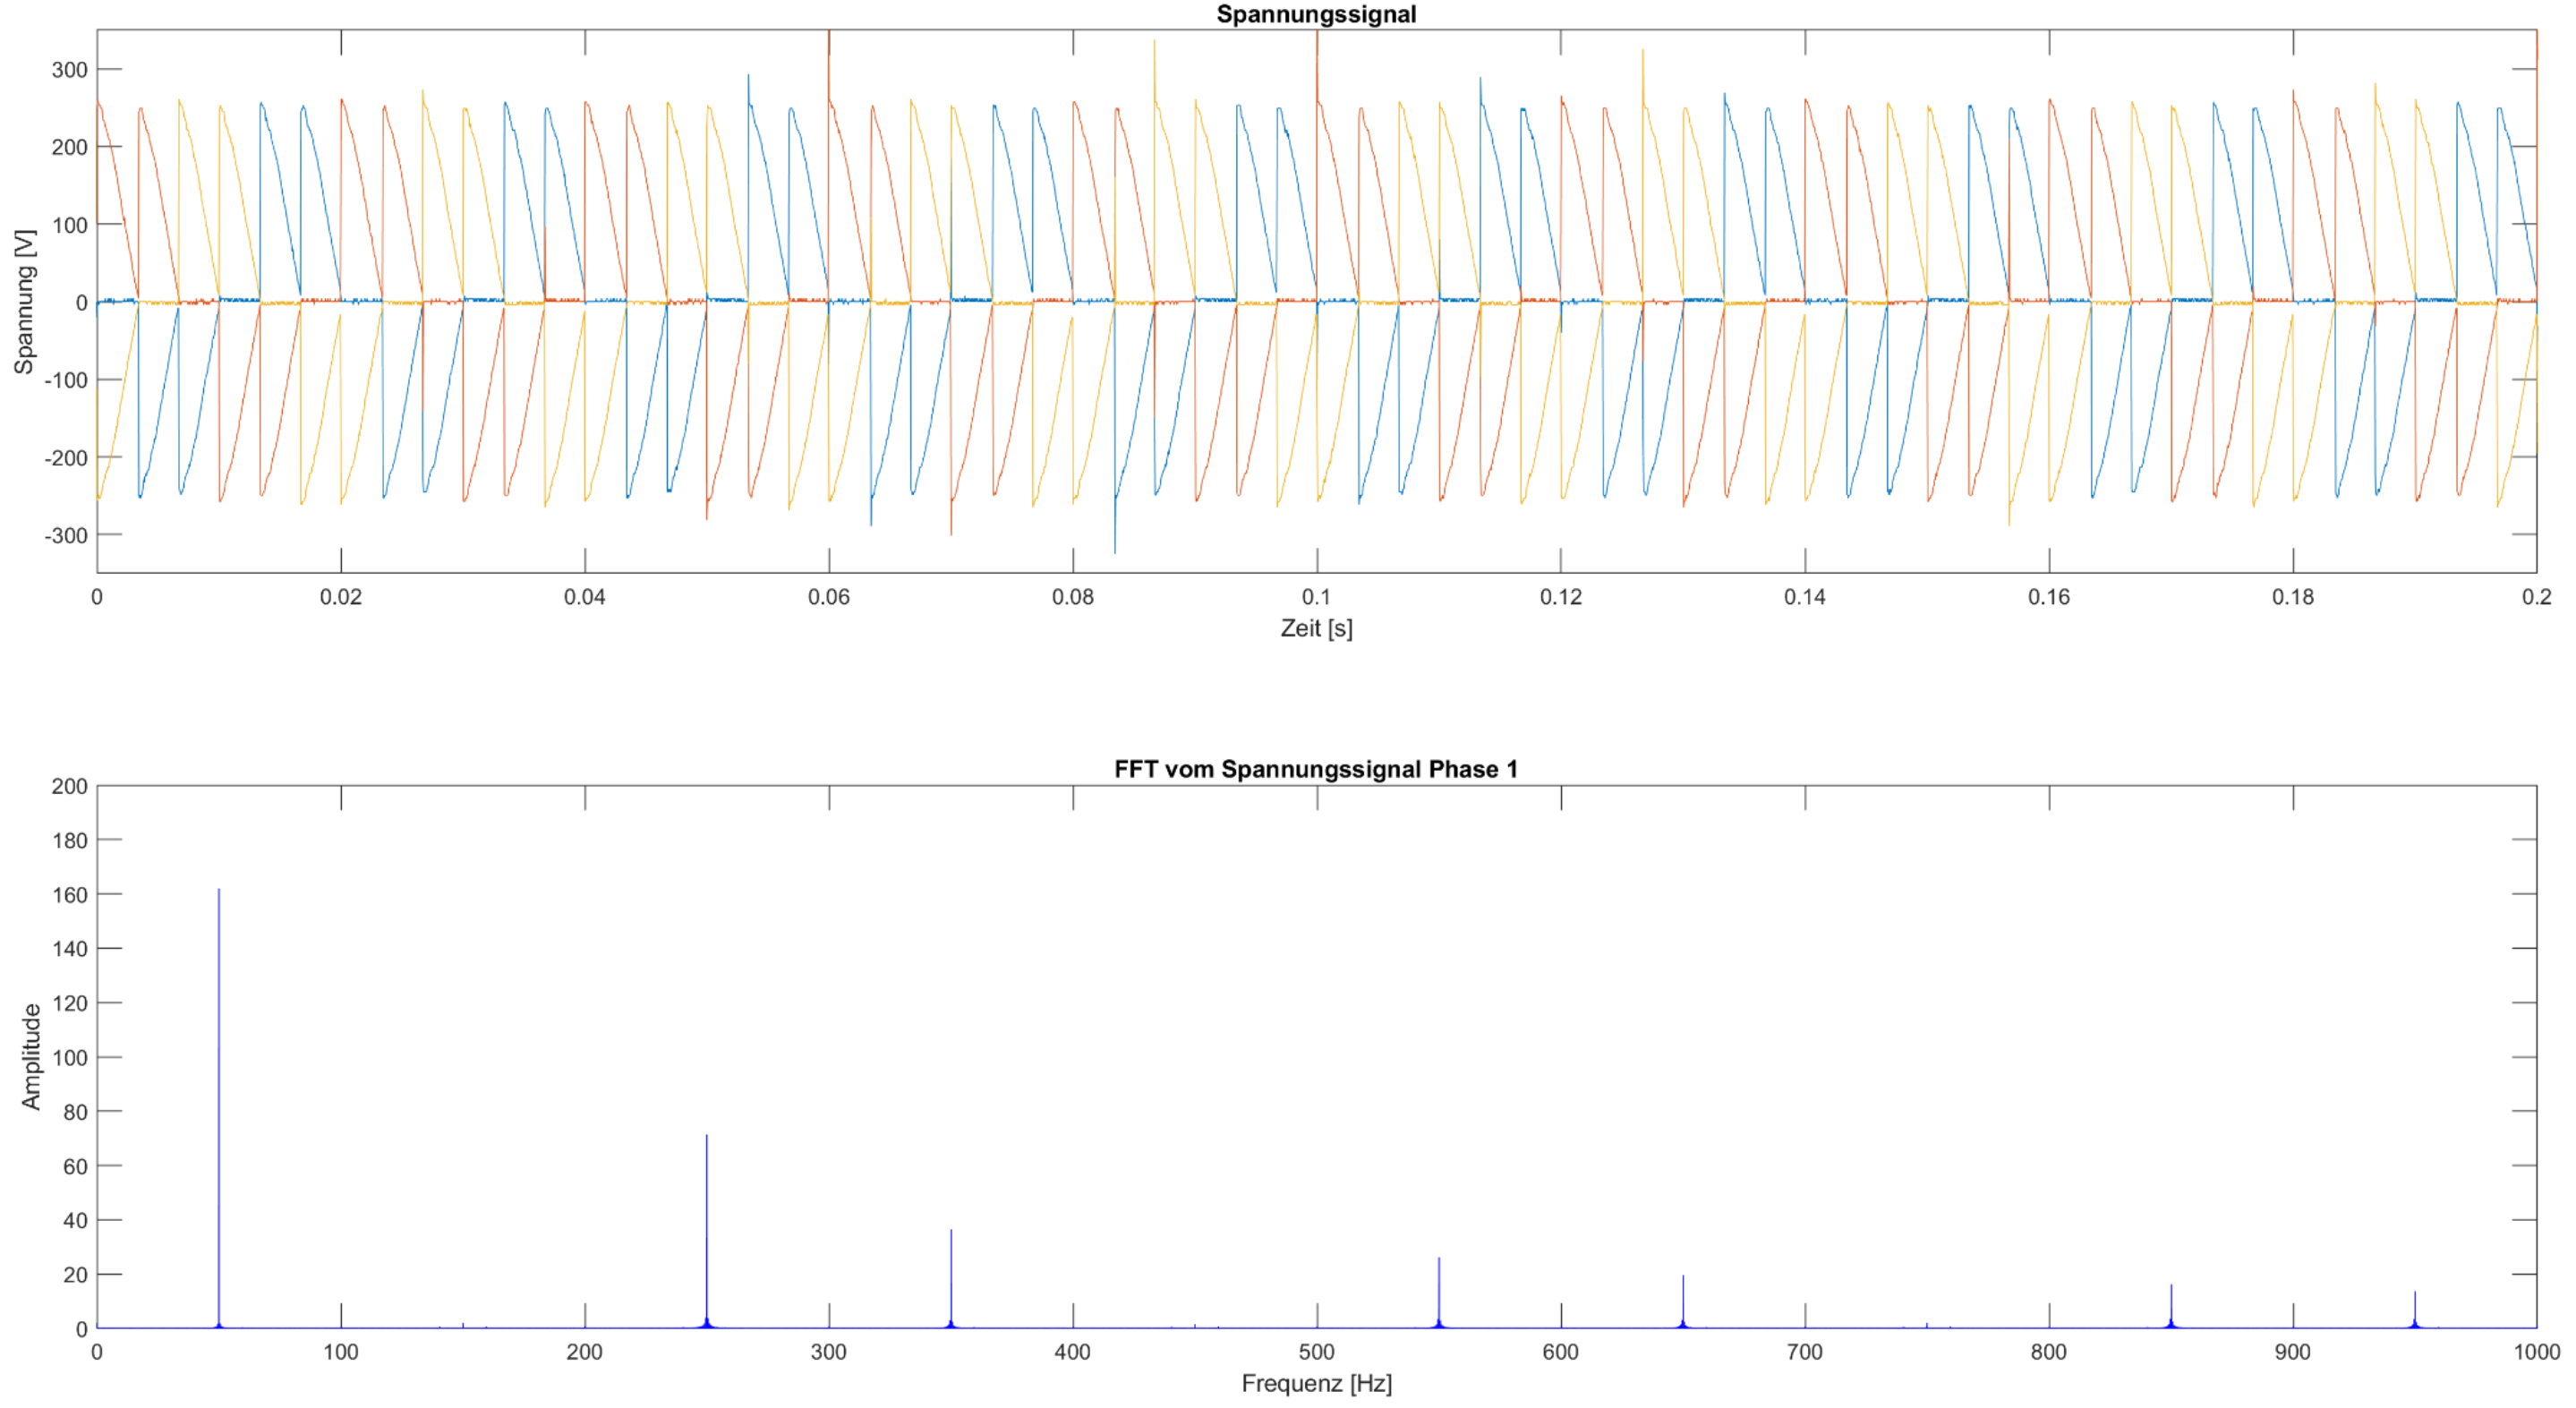 Spannungssignal
300
200
100
0
-100
-200
-300
Spannung [V]
0 0.02 0.04 0.06 0.08 0.1 0.12 0.14 0.16 0.18 0.2
Zeit [s]
FFT vom Spannungssignal Phase 1
200
180
160
140
120
100
80
60
40
20
0
Amplitude
0 100 200 300 400 500 600 700 800 900 1000
Frequenz [Hz]